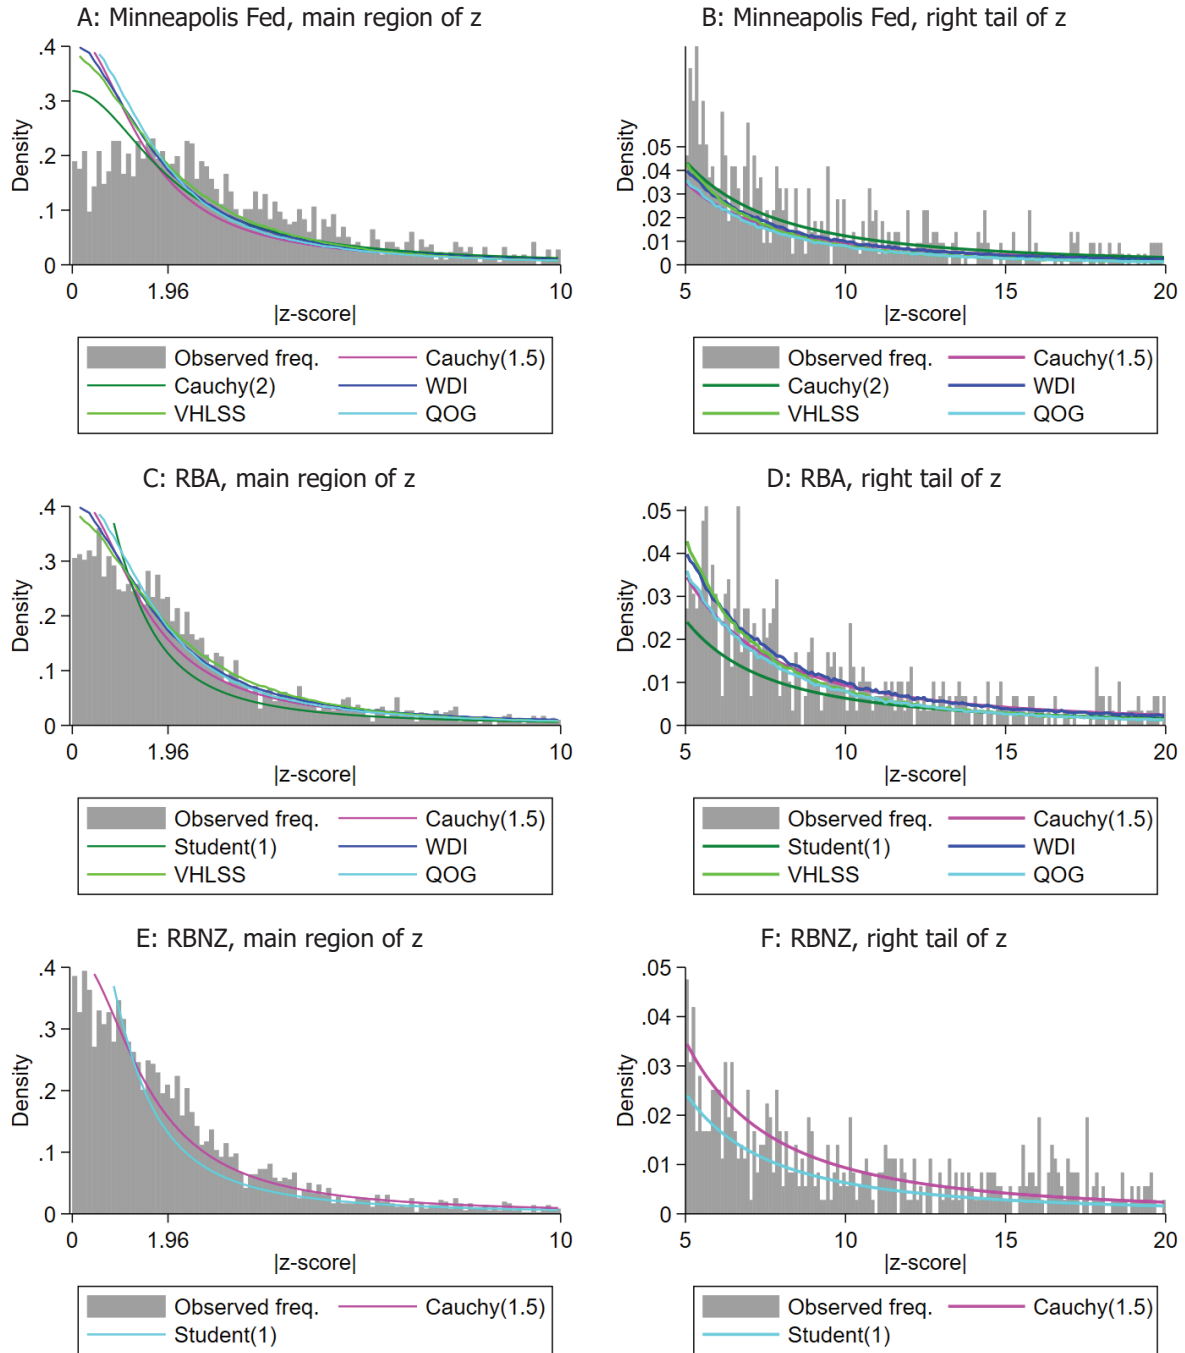 A: Minneapolis Fed, main region of z
.4
.3
.2
.1
0
Density
0 1.96 10
|z-score|
Observed freq. Cauchy(1.5)
Cauchy(2) WDI
VHLSS QOG
B: Minneapolis Fed, right tail of z
.05
.04
.03
.02
.01
0
Density
5 10 15 20
|z-score|
Observed freq. Cauchy(1.5)
Cauchy(2) WDI
VHLSS QOG
C: RBA, main region of z
.4
.3
.2
.1
0
Density
0 1.96 10
|z-score|
Observed freq. Cauchy(1.5)
Student(1) WDI
VHLSS QOG
D: RBA, right tail of z
.05
.04
.03
.02
.01
0
Density
5 10 15 20
|z-score|
Observed freq. Cauchy(1.5)
Student(1) WDI
VHLSS QOG
E: RBNZ, main region of z
.4
.3
.2
.1
0
Density
0 1.96 10
|z-score|
Observed freq. Cauchy(1.5)
Student(1)
F: RBNZ, right tail of z
.05
.04
.03
.02
.01
0
Density
5 10 15 20
|z-score|
Observed freq. Cauchy(1.5)
Student(1)